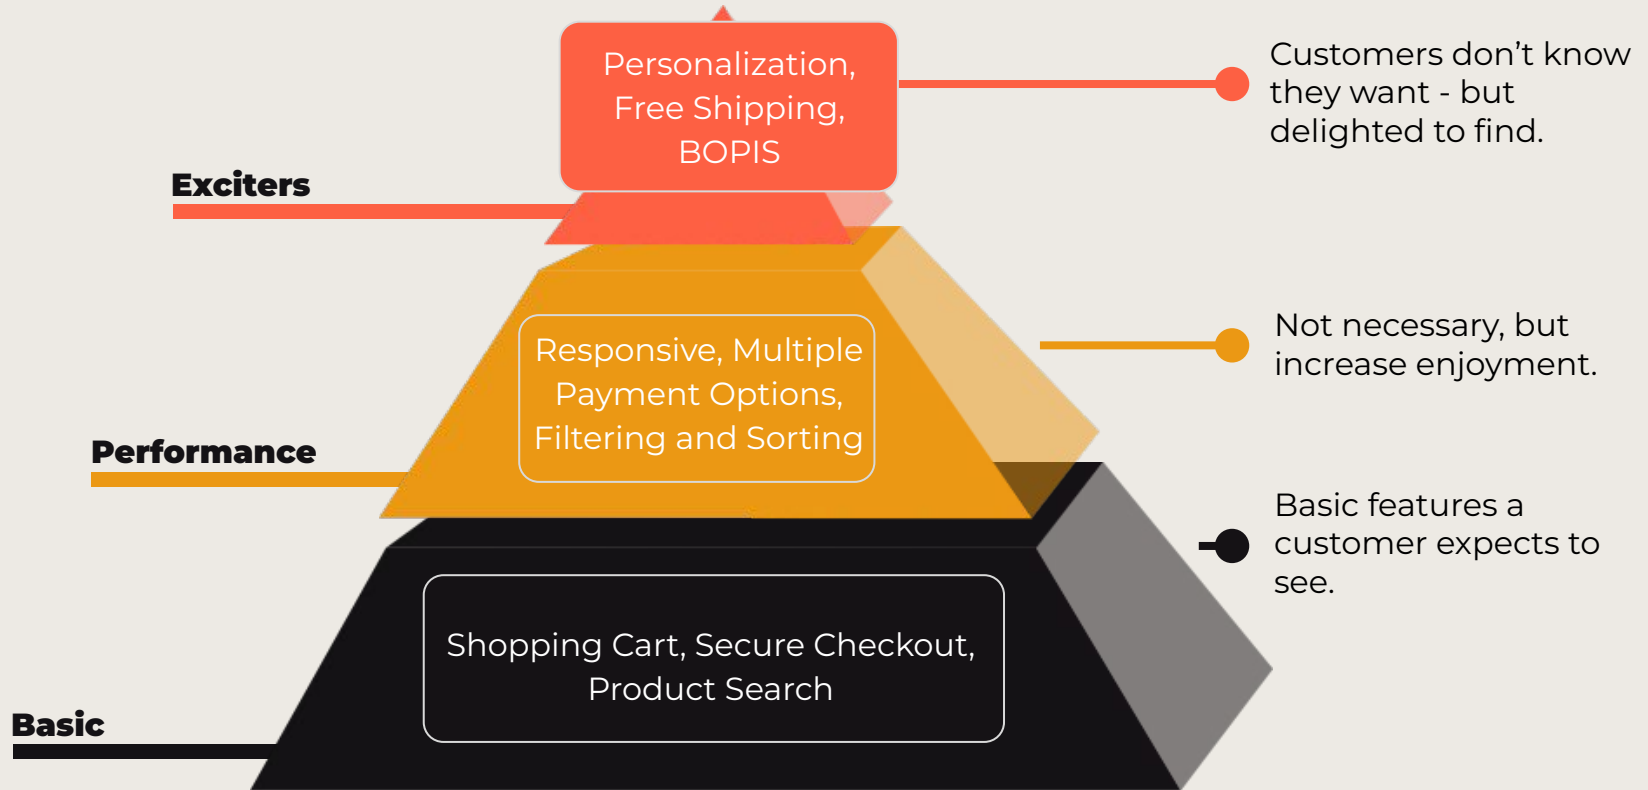 Personalization,
Free Shipping,
BOPIS
Customers don’t know
they want - but
delighted to find.
Exciters
Responsive, Multiple
Payment Options,
Filtering and Sorting
Not necessary, but
increase enjoyment.
Performance
Basic features a
customer expects to
see.
Shopping Cart, Secure Checkout,
Product Search
Basic